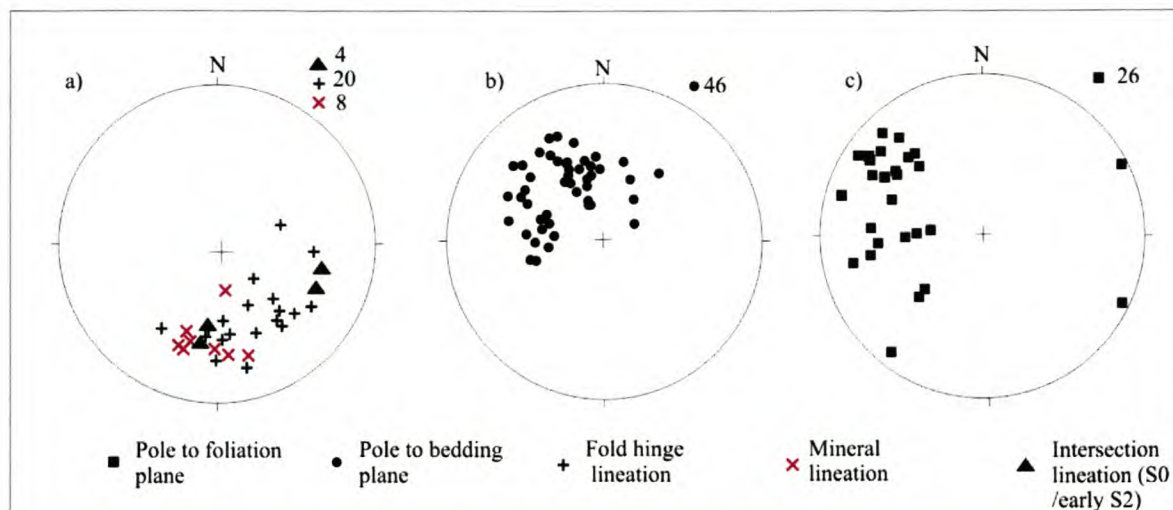 a)
N
4
20
8
b)
N
46
c)
N
26
Pole to foliation
plane
Pole to bedding
plane
Fold hinge
lineation
Mineral
lineation
Intersection
lineation (S0
/early S2)